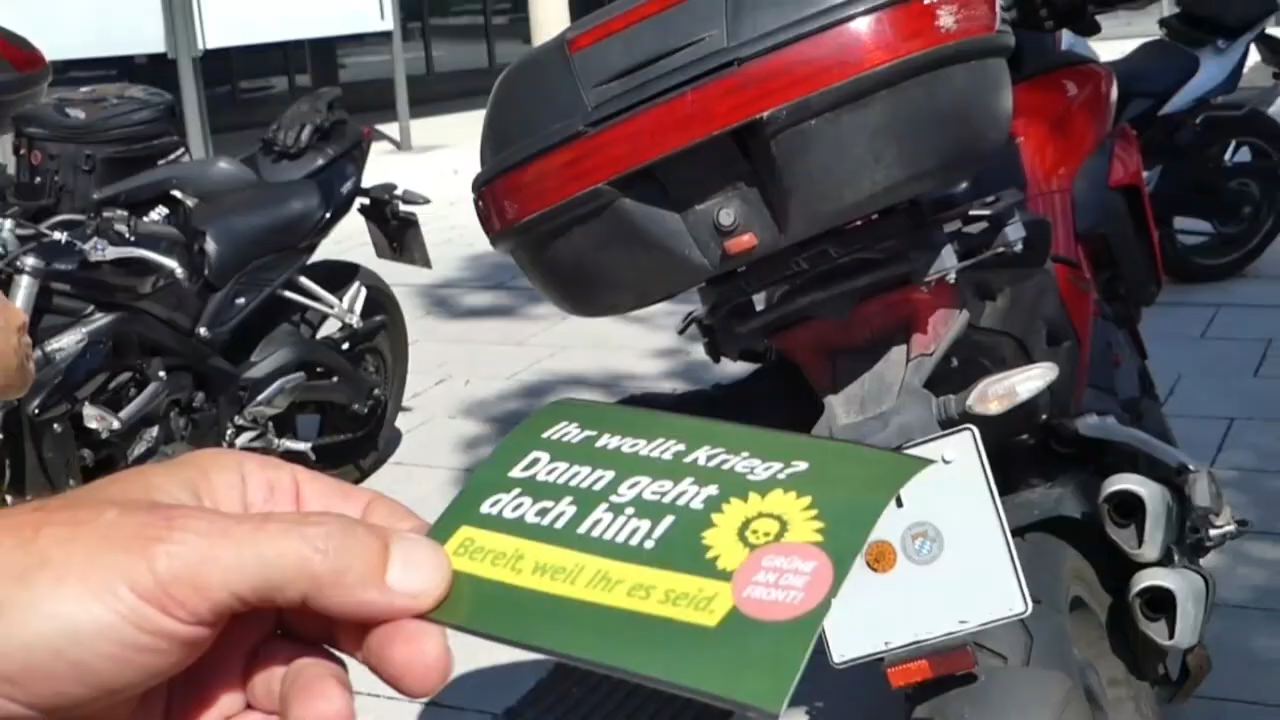 Ihr wollt Krieg?
Dann geht
doch hin!
Bereit, weil Ihr es seid.
GRÜNE
AN DIE
FRONT!